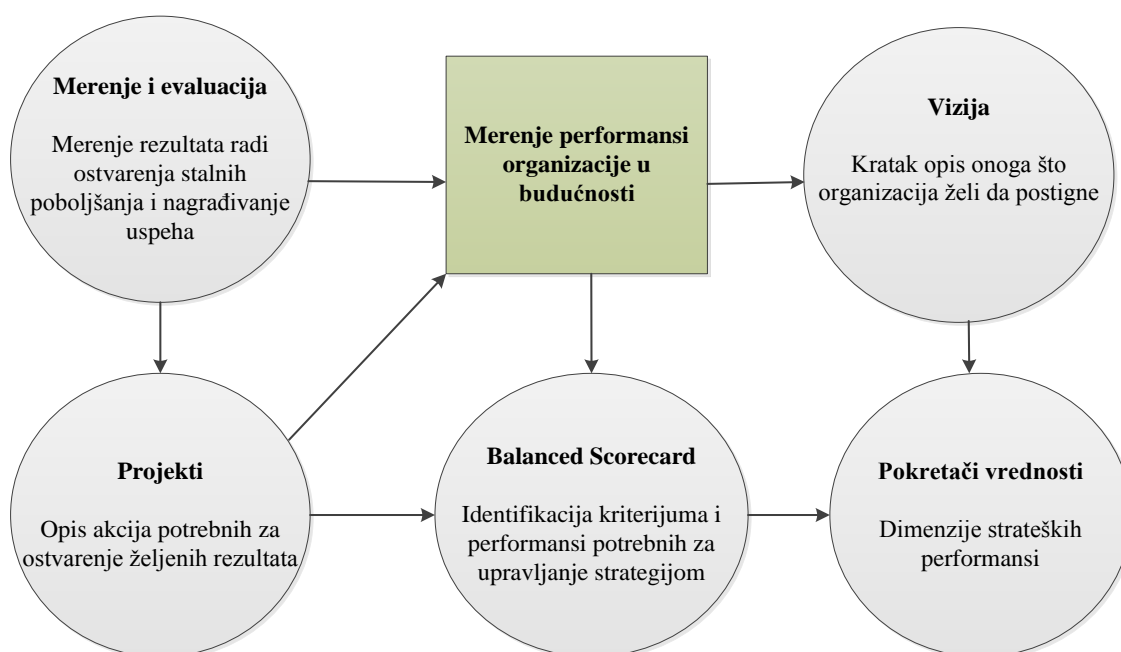 Merenje i evaluacija
Merenje rezultata radi
ostvarenja stalnih
poboljšanja i nagrađivanje
uspeha
Merenje performansi
organizacije u
budućnosti
Vizija
Kratak opis onoga što
organizacija želi da postigne
Projekti
Opis akcija potrebnih za
ostvarenje željenih rezultata
Balanced Scorecard
Identifikacija kriterijuma i
performansi potrebnih za
upravljanje strategijom
Pokretači vrednosti
Dimenzije strateških
performansi